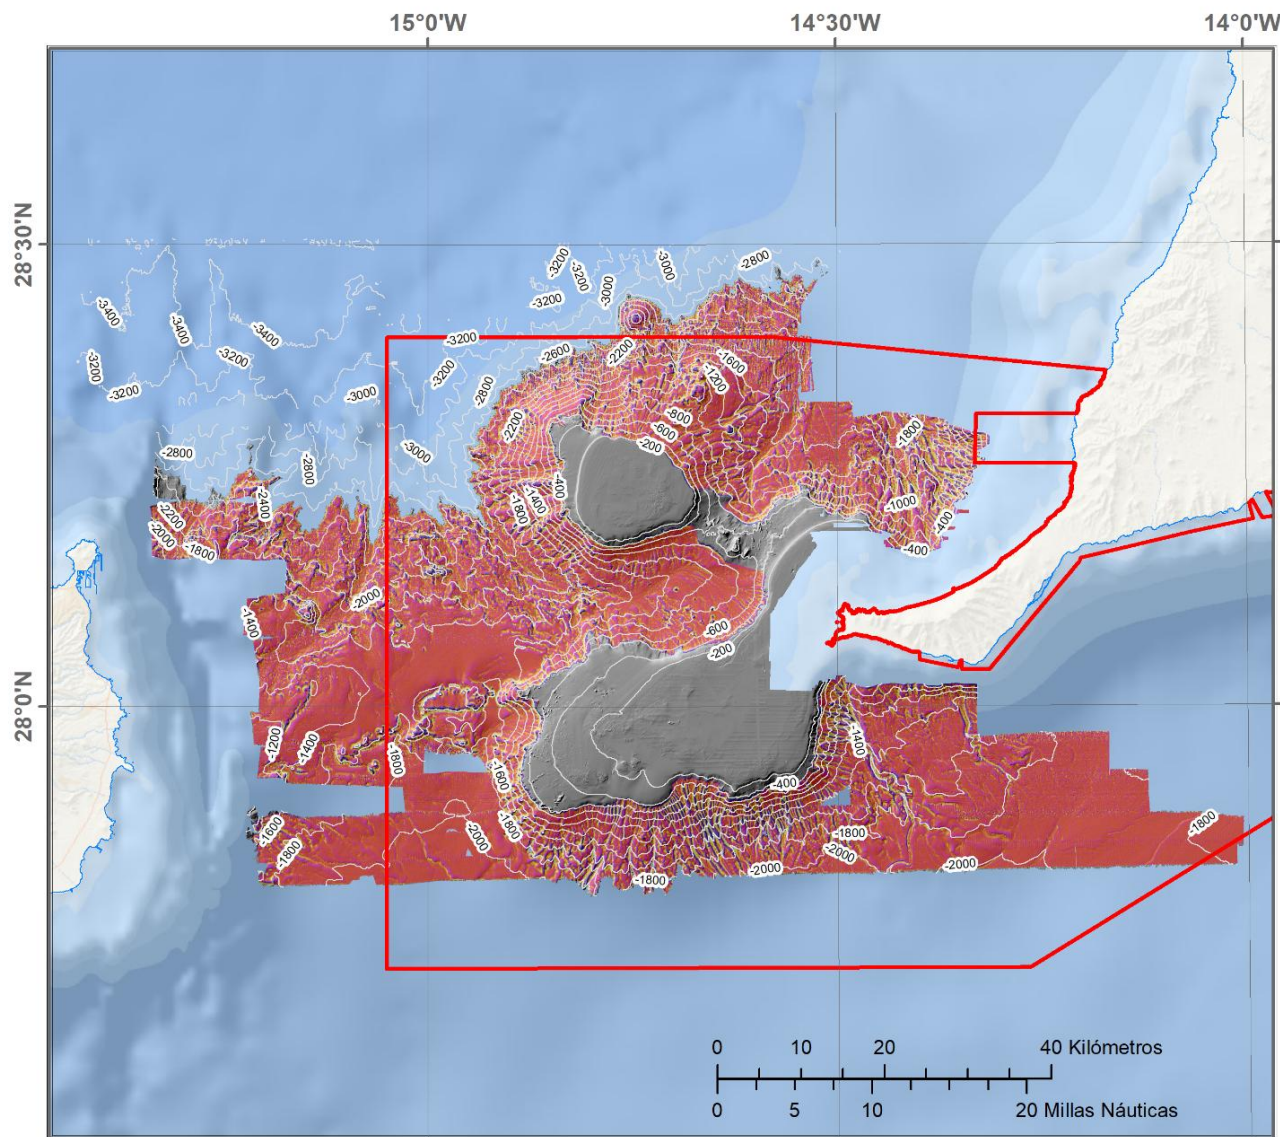 15°0'W 14°30'W 14°0'W
28°30'N
28°0'N
-3200 -3000 -2800
-3200
-3400 -3200 -3000
-3400 -3400 -3200
-3200 -2600 -2200 -1600
-3200 -3200 -1200
-3200 -3000 -2800
-2200 -800 -1800
-600
-2800 -3000 -200
-2800 -400
-2400 -1400 -1000
-2200 -1800 -400
-2000 -1800 -400
-2000
-1400 -600
-200
-1200 -1400 -1400
-1800 -1600 -400
-1600 -1800 -1800 -1800
-1800 -2000 -2000
-1800 -2000 -2000
0 10 20 40 Kilómetros
0 5 10 20 Millas Náuticas